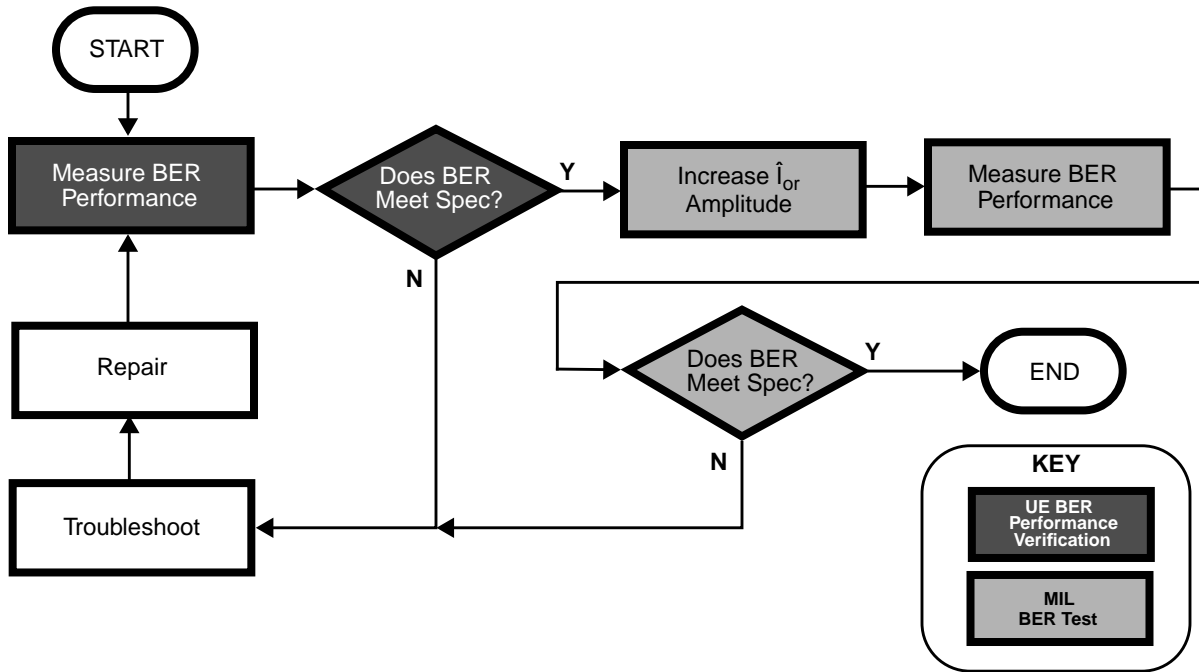 START
Measure BER
Performance
Does BER
Meet Spec?
Y
N
Increase Îor
Amplitude
Measure BER
Performance
Does BER
Meet Spec?
Y
N
END
Repair
Troubleshoot
KEY
UE BER
Performance
Verification
MIL
BER Test